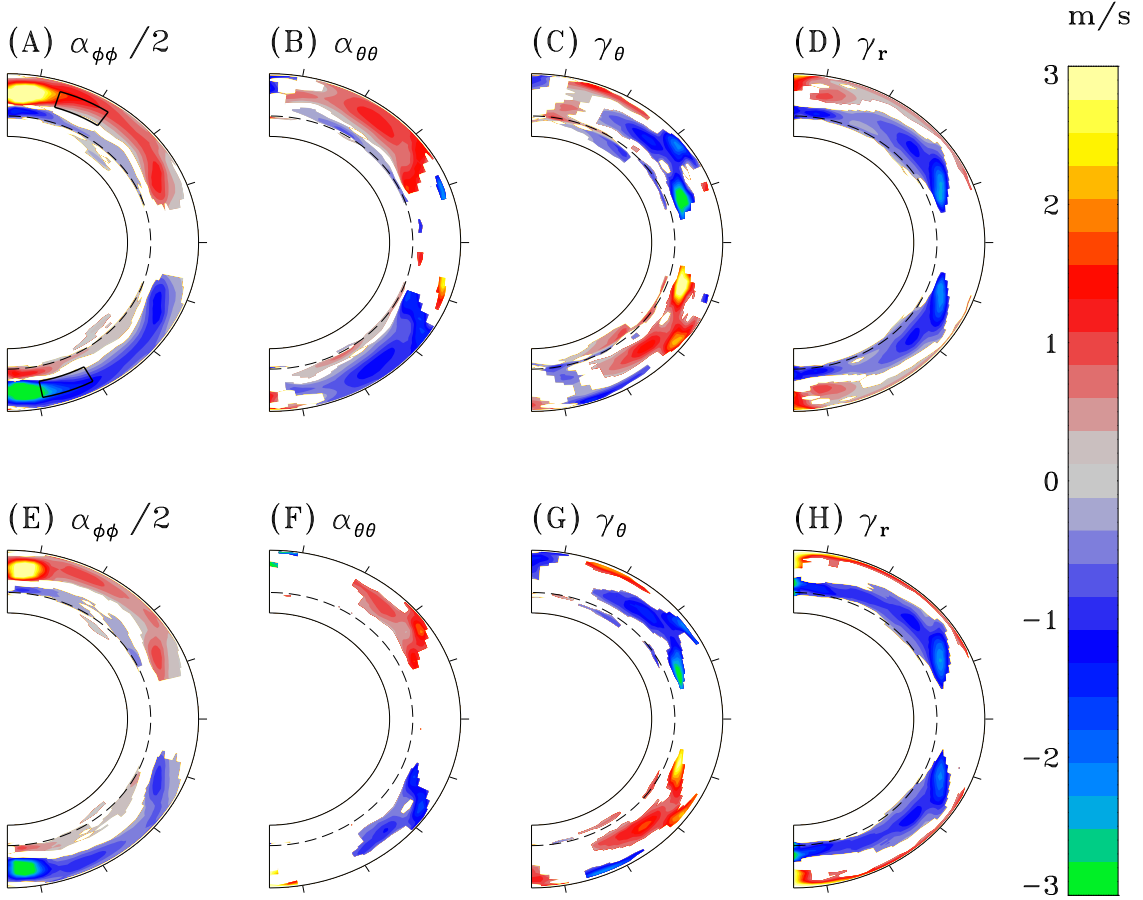 m/s
(A) α_φφ /2
(B) α_θθ
(C) γ_θ
(D) γ_r
3
2
1
0
−1
−2
−3
(E) α_φφ /2
(F) α_θθ
(G) γ_θ
(H) γ_r